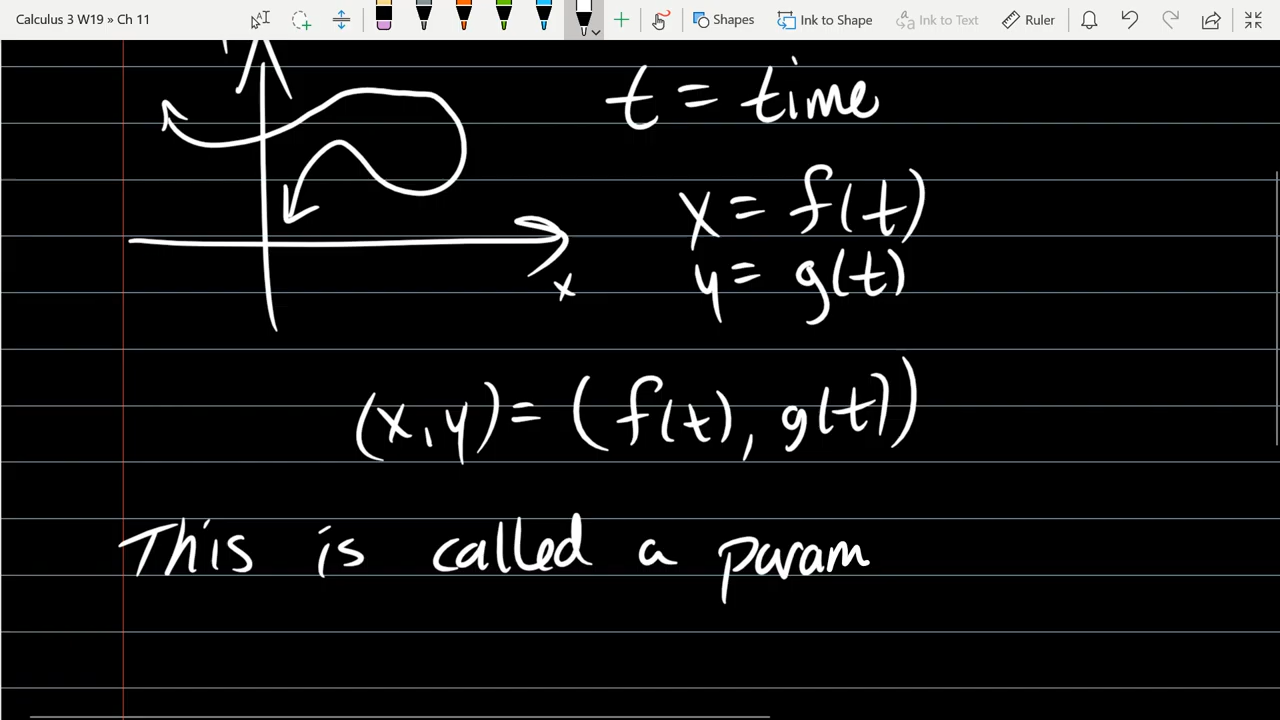 Calculus 3 W19 » Ch 11
Shapes
Ink to Shape
Ink to Text
Ruler
t = time
x = f(t)
y = g(t)
x
(x,y) = (f(t), g(t))
This is called a param